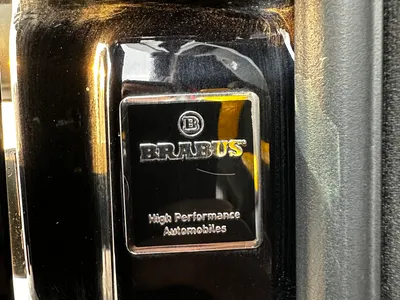 B
BRABUS
High Performance
Automobiles